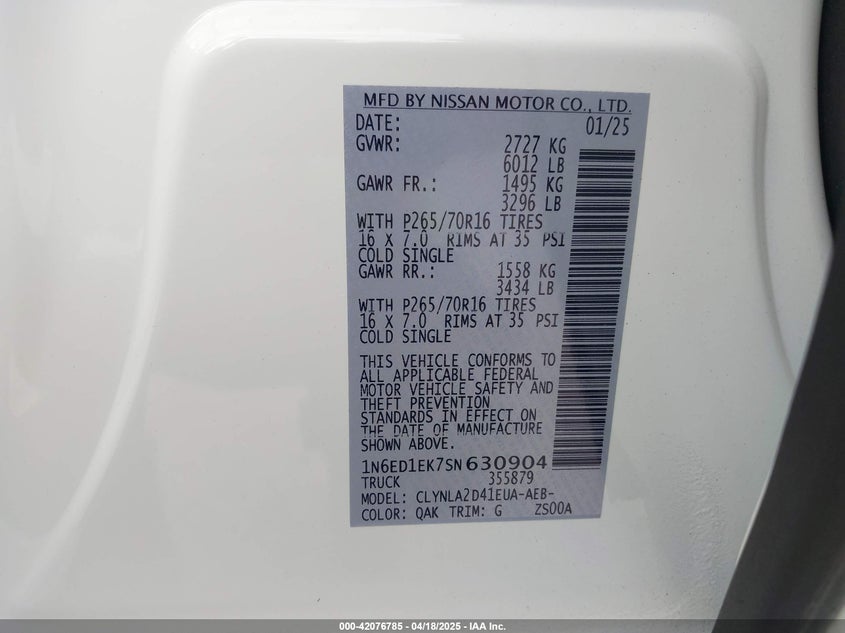 MFD BY NISSAN MOTOR CO., LTD.
DATE: 01/25
GVWR: 2727 KG
6012 LB
GAWR FR.: 1495 KG
3296 LB
WITH P265/70R16 TIRES
16 X 7.0 RIMS AT 35 PSI
COLD SINGLE
GAWR RR.: 1558 KG
3434 LB
WITH P265/70R16 TIRES
16 X 7.0 RIMS AT 35 PSI
COLD SINGLE
THIS VEHICLE CONFORMS TO
ALL APPLICABLE FEDERAL
MOTOR VEHICLE SAFETY AND
THEFT PREVENTION
STANDARDS IN EFFECT ON
THE DATE OF MANUFACTURE
SHOWN ABOVE.
1N6ED1EK7SN630904
TRUCK 355879
MODEL: CLYNLA2D41EUA-AEB-
COLOR: QAK TRIM: G ZS00A
000-42076785 - 04/18/2025 - IAA Inc.